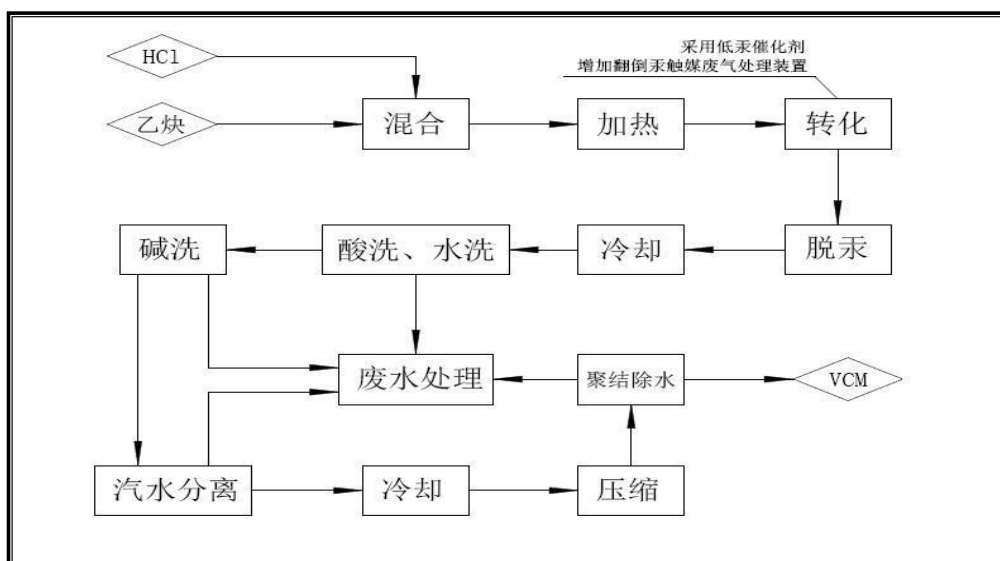 HCl
采用低汞催化剂
增加翻倒汞触媒废气处理装置
乙炔
混合
加热
转化
碱洗
酸洗、水洗
冷却
脱汞
废水处理
聚结除水
VCM
汽水分离
冷却
压缩